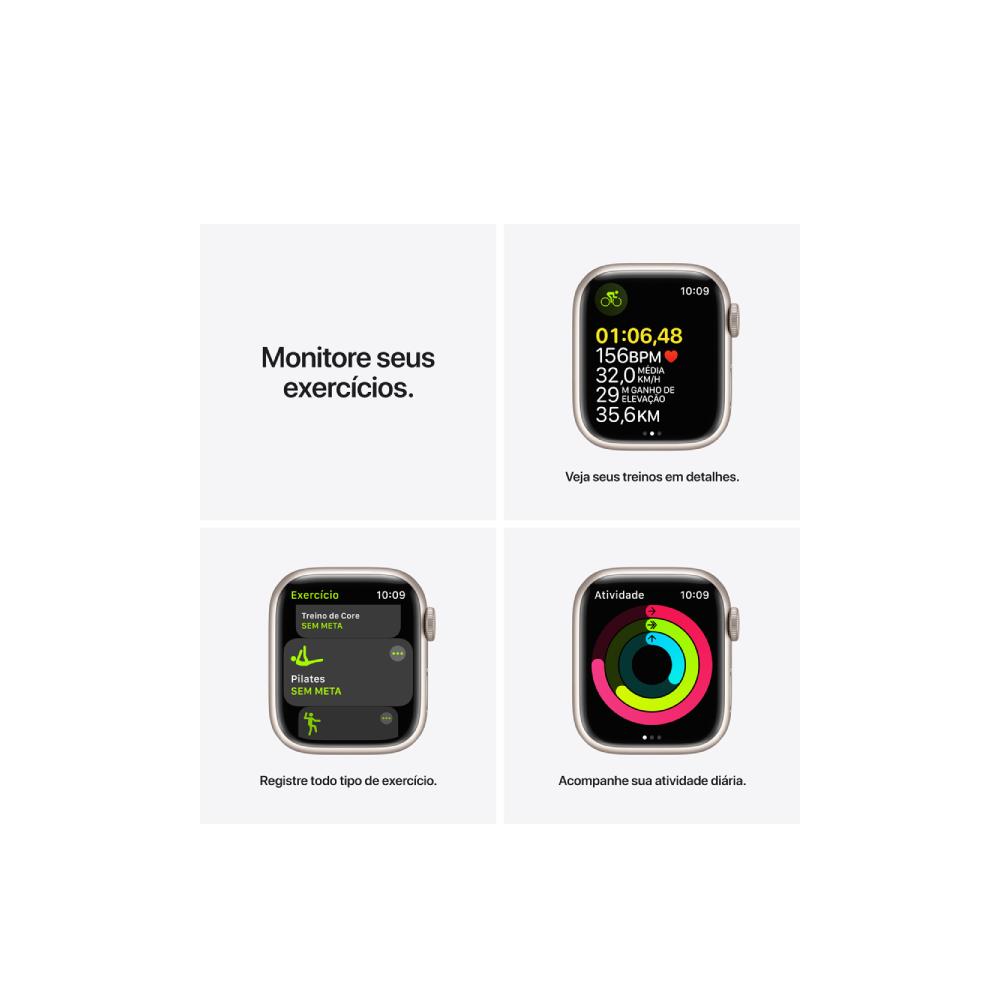 Monitore seus
exercícios.
10:09
01:06,48
156BPM
32,0 MÉDIA KM/H
29 M GANHO DE ELEVAÇÃO
35,6KM
Veja seus treinos em detalhes.
Exercício 10:09
Treino de Core
SEM META
Pilates
SEM META
Registre todo tipo de exercício.
Atividade 10:09
Acompanhe sua atividade diária.